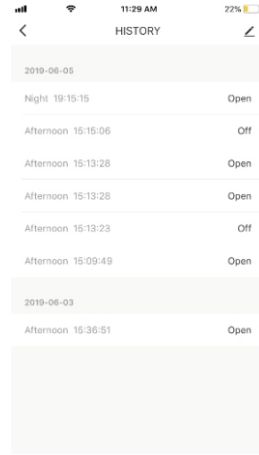 11:29 AM 22%
HISTORY
2019-06-05
Night 19:15:15 Open
Afternoon 15:15:06 Off
Afternoon 15:13:28 Open
Afternoon 15:13:28 Open
Afternoon 15:13:23 Off
Afternoon 15:09:49 Open
2019-06-03
Afternoon 15:36:51 Open